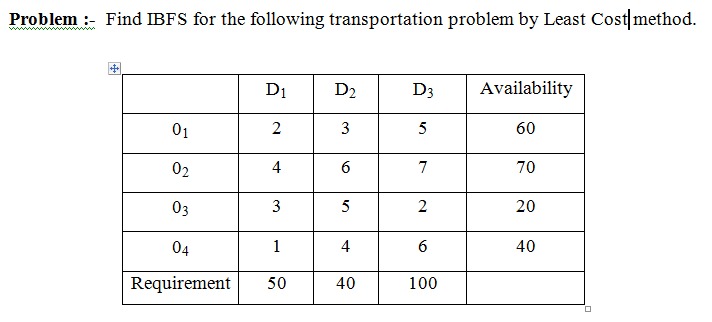 Problem :- Find IBFS for the following transportation problem by Least Cost method.
D1 D2 D3 Availability
01 2 3 5 60
02 4 6 7 70
03 3 5 2 20
04 1 4 6 40
Requirement 50 40 100